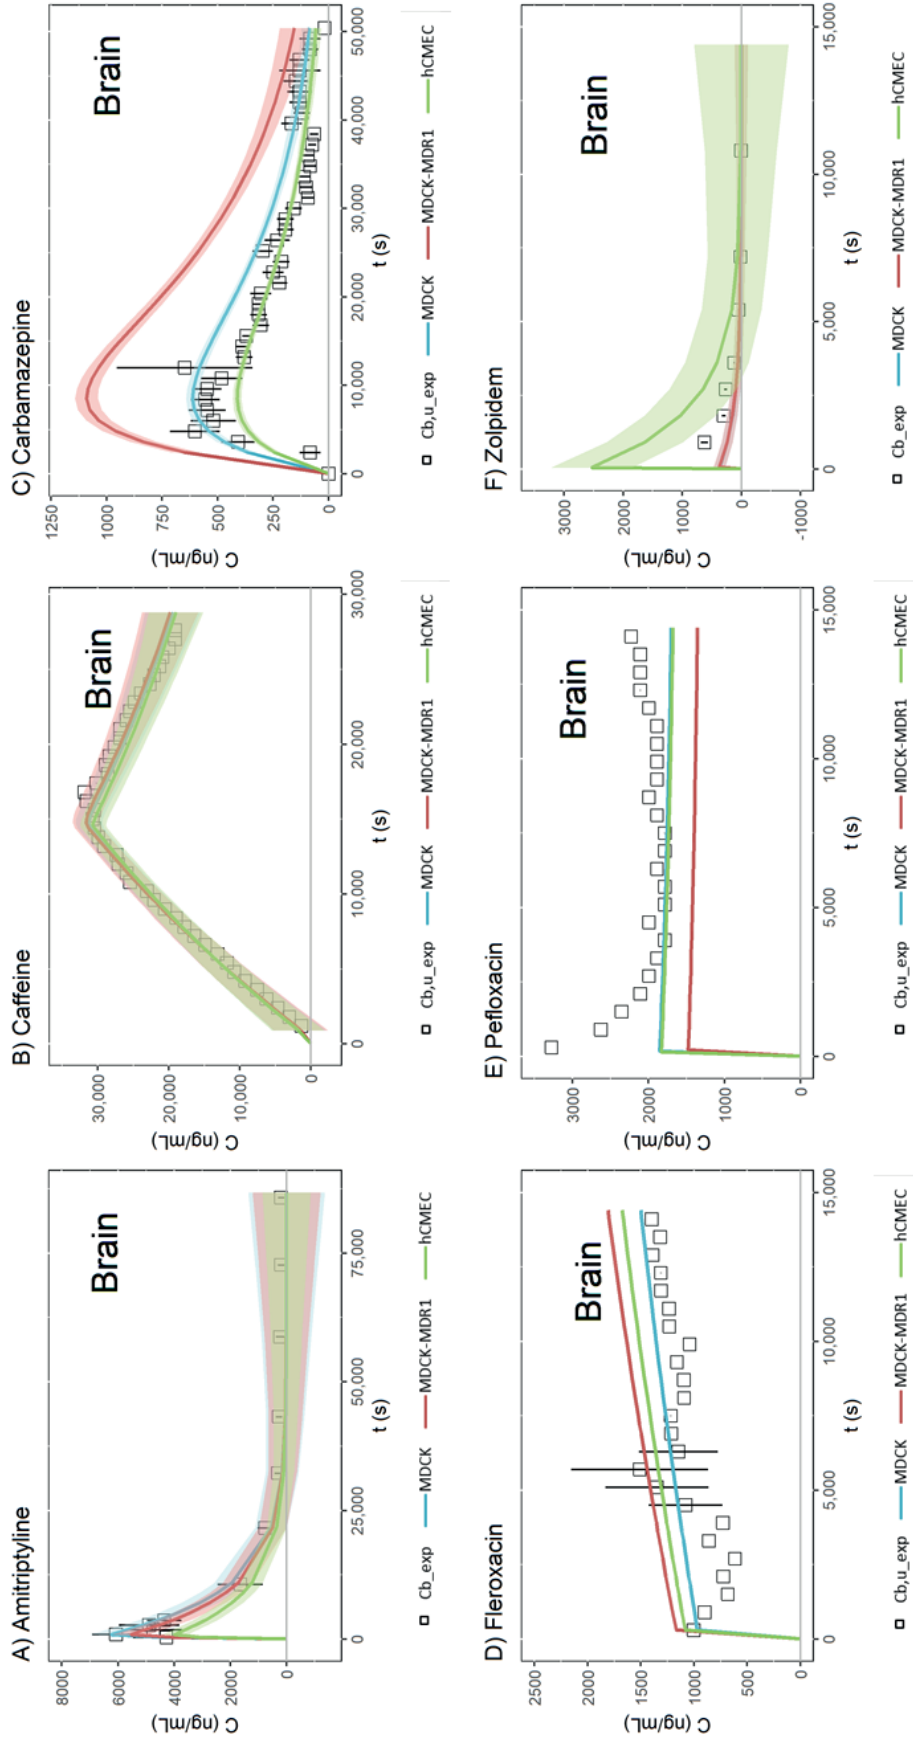 A) Amitriptyline
Brain
8000
6000
4000
2000
0
C (ng/mL)
0
25,000
50,000
75,000
t (s)
Cb_exp MDCK MDCK-MDR1 hCMEC
B) Caffeine
Brain
30,000
20,000
10,000
0
C (ng/mL)
0
10,000
20,000
30,000
t (s)
Cb,u_exp MDCK MDCK-MDR1 hCMEC
C) Carbamazepine
Brain
1250
1000
750
500
250
0
C (ng/mL)
0
10,000
20,000
30,000
40,000
50,000
t (s)
Cb,u_exp MDCK MDCK-MDR1 hCMEC
D) Fleroxacin
Brain
2500
2000
1500
1000
500
0
C (ng/mL)
0
5,000
10,000
15,000
t (s)
Cb,u_exp MDCK MDCK-MDR1 hCMEC
E) Pefloxacin
Brain
3000
2000
1000
0
C (ng/mL)
0
5,000
10,000
15,000
t (s)
Cb,u_exp MDCK MDCK-MDR1 hCMEC
F) Zolpidem
Brain
3000
2000
1000
0
-1000
C (ng/mL)
0
5,000
10,000
15,000
t (s)
Cb_exp MDCK MDCK-MDR1 hCMEC